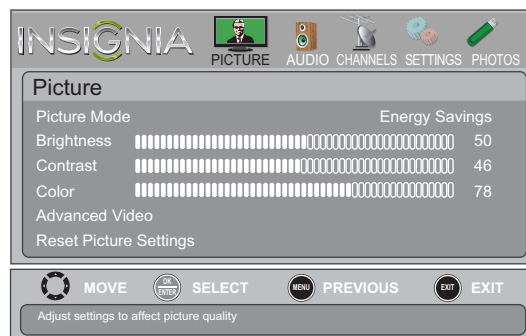 INSIGNIA
PICTURE AUDIO CHANNELS SETTINGS PHOTOS
Picture
Picture Mode Energy Savings
Brightness 50
Contrast 46
Color 78
Advanced Video
Reset Picture Settings
MOVE OK ENTER SELECT MENU PREVIOUS EXIT EXIT
Adjust settings to affect picture quality